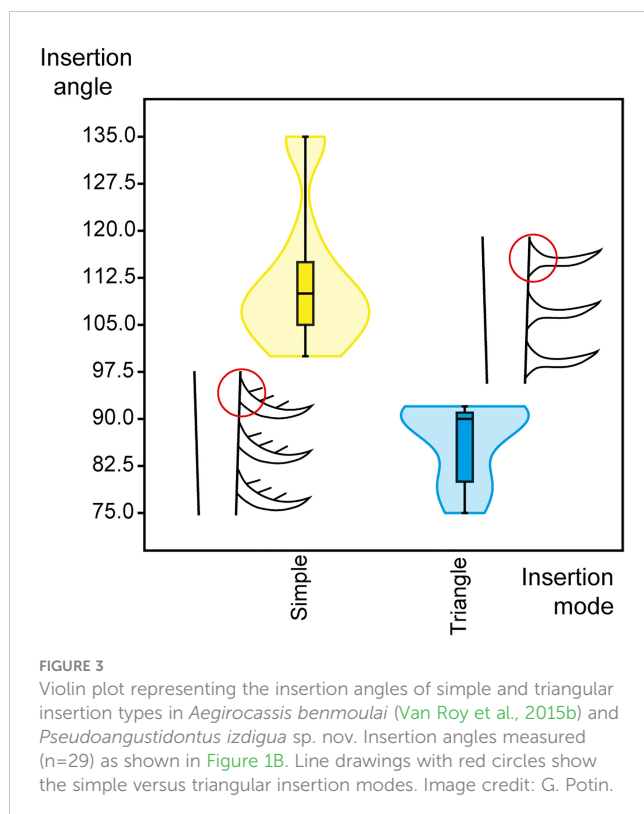 Insertion
angle
135.0
127.5
120.0
112.5
105.0
97.5
90.0
82.5
75.0
Simple
Triangle
Insertion
mode
FIGURE 3
Violin plot representing the insertion angles of simple and triangular
insertion types in Aegirocassis benmoulai (Van Roy et al., 2015b) and
Pseudoangustidontus izdigua sp. nov. Insertion angles measured
(n=29) as shown in Figure 1B. Line drawings with red circles show
the simple versus triangular insertion modes. Image credit: G. Potin.